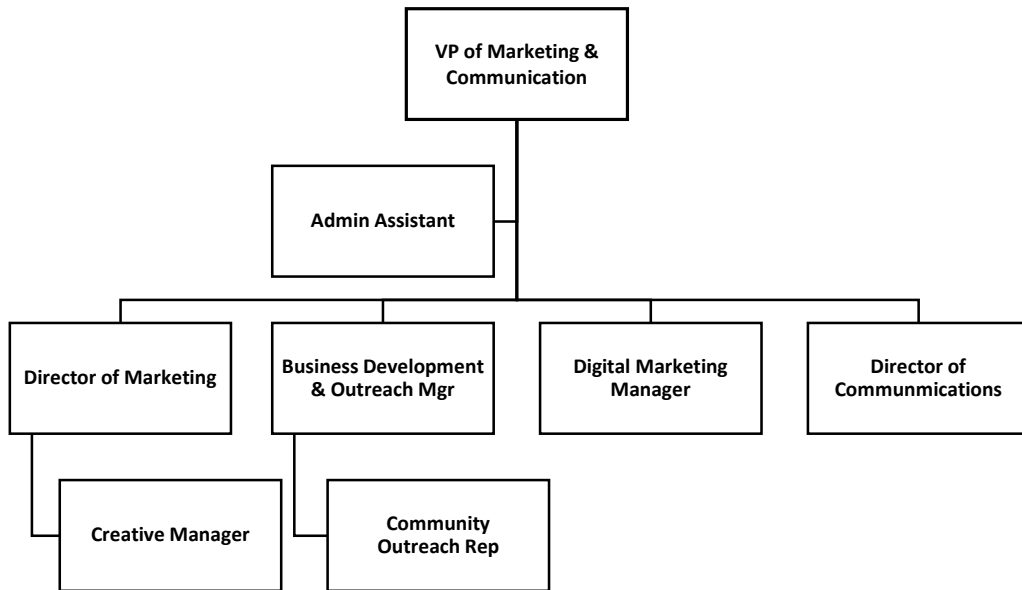 VP of Marketing &
Communication
Admin Assistant
Director of Marketing
Business Development
& Outreach Mgr
Digital Marketing
Manager
Director of
Communmications
Creative Manager
Community
Outreach Rep